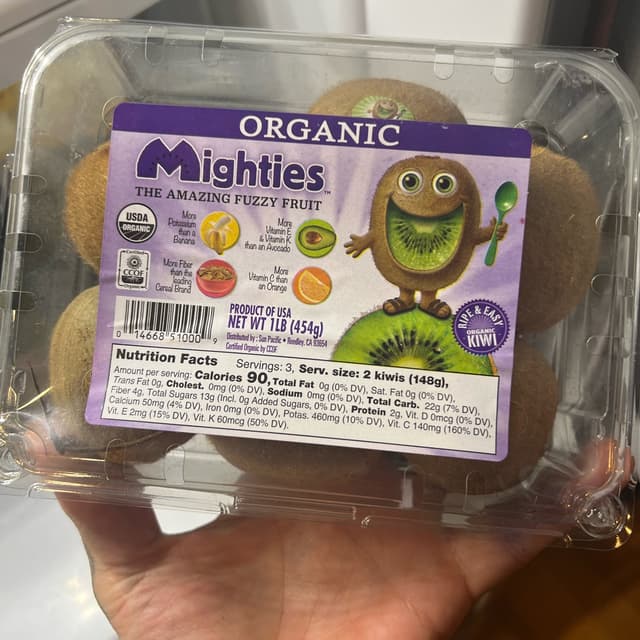 ORGANIC
Mighties™
THE AMAZING FUZZY FRUIT
USDA
ORGANIC
More
Potassium
than a
Banana
More
Vitamin E
& Vitamin K
than an Avocado
Certified
CCOF
More Fiber
than the
leading
Cereal Brand
More
Vitamin C than
an Orange
RIPE & EASY
ORGANIC
KIWI
0 14668 51000 9
PRODUCT OF USA
NET WT 1LB (454g)
Distributed by: Sun Pacific • Reedley, CA 93654
Certified Organic by CCOF
Nutrition Facts Servings: 3, Serv. size: 2 kiwis (148g),
Amount per serving: Calories 90, Total Fat 0g (0% DV), Sat. Fat 0g (0% DV),
Trans Fat 0g, Cholest. 0mg (0% DV), Sodium 0mg (0% DV), Total Carb. 22g (7% DV),
Fiber 4g, Total Sugars 13g (Incl. 0g Added Sugars, 0% DV), Protein 2g, Vit. D 0mcg (0% DV),
Calcium 50mg (4% DV), Iron 0mg (0% DV), Potas. 460mg (10% DV), Vit. C 140mg (160% DV),
Vit. E 2mg (15% DV), Vit. K 60mcg (50% DV).